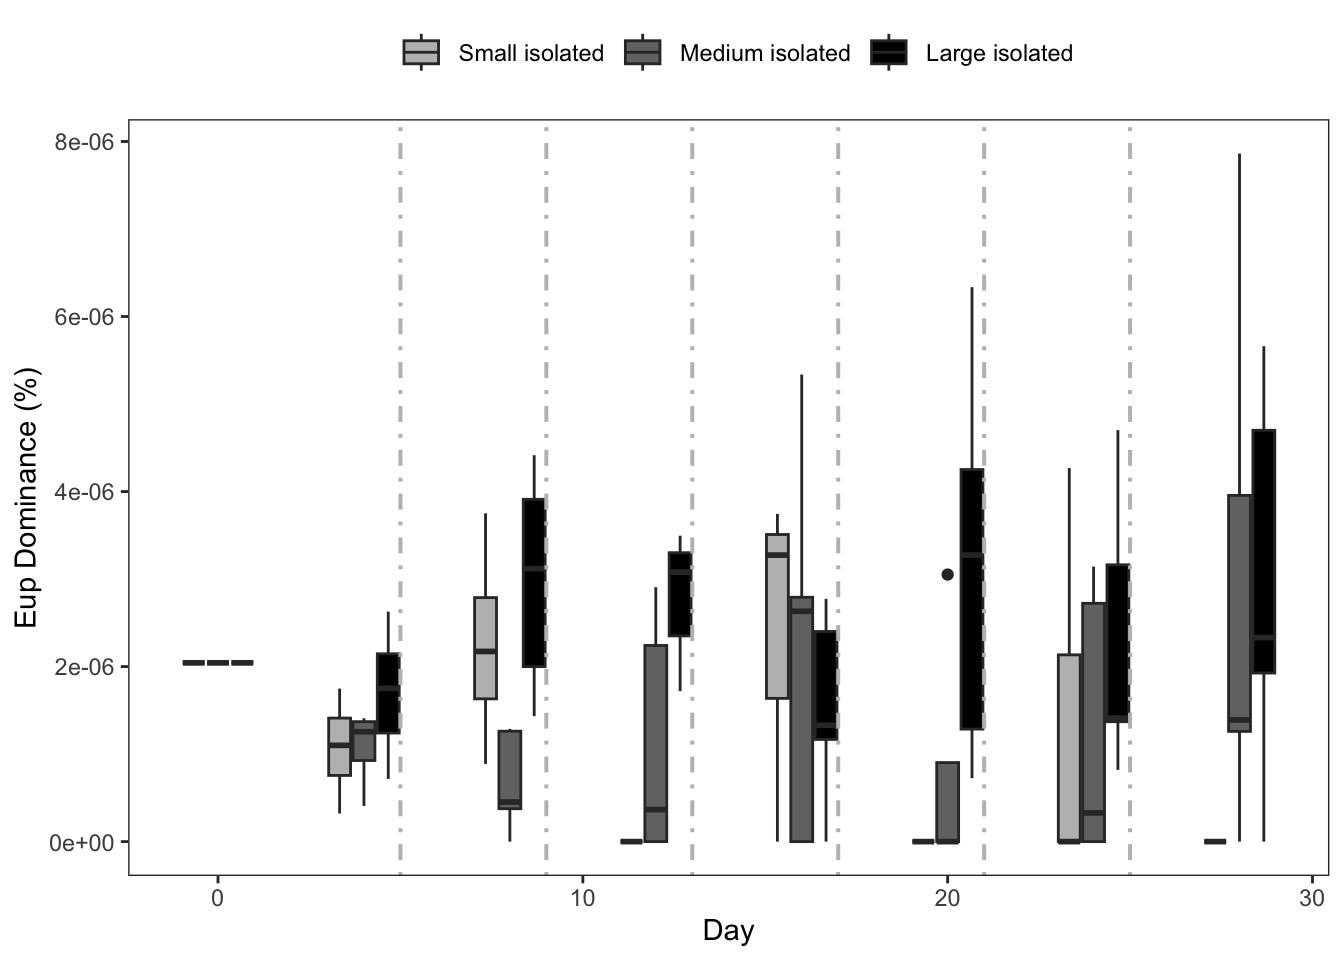 Small isolated Medium isolated Large isolated
8e-06
6e-06
4e-06
2e-06
0e+00
Eup Dominance (%)
0 10 20 30
Day